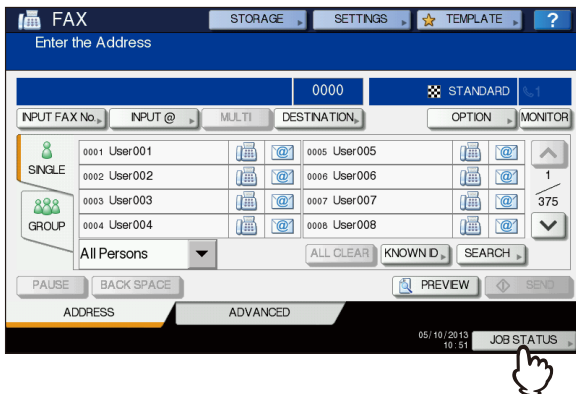 FAX STORAGE SETTINGS TEMPLATE ?
Enter the Address
0000 STANDARD 1
INPUT FAX No. INPUT @ MULTI DESTINATION OPTION MONITOR
SINGLE
GROUP
0001 User001
0002 User002
0003 User003
0004 User004
0005 User005
0006 User006
0007 User007
0008 User008
1
375
All Persons ALL CLEAR KNOWN ID SEARCH
PAUSE BACK SPACE PREVIEW SEND
ADDRESS ADVANCED
05/10/2013
10:51
JOB STATUS